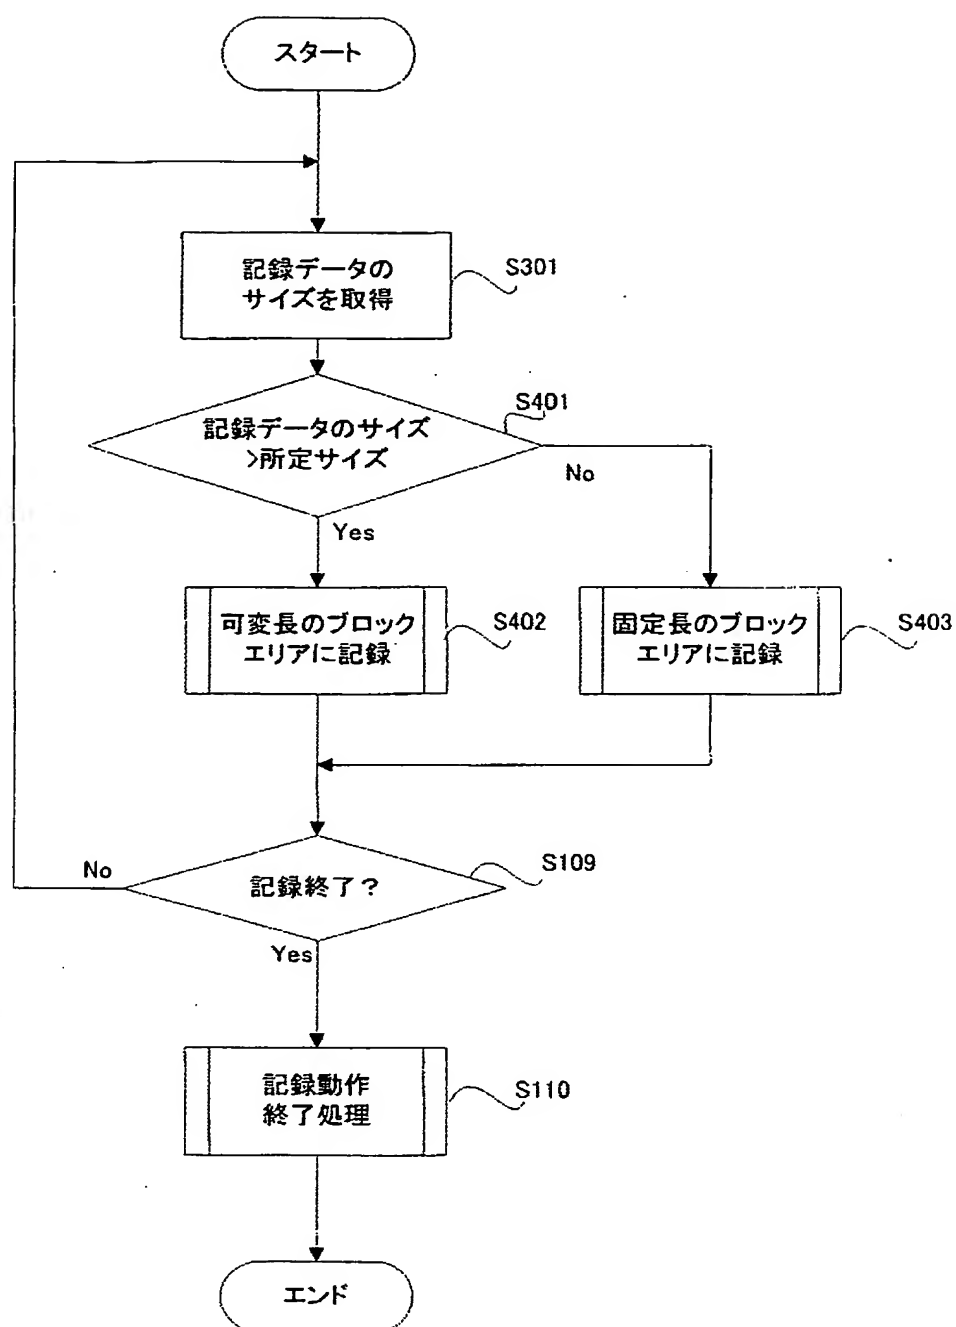 スタート
記録データの
サイズを取得
S301
S401
記録データのサイズ
>所定サイズ
No
Yes
可変長のブロック
エリアに記録
S402
固定長のブロック
エリアに記録
S403
No
記録終了?
S109
Yes
記録動作
終了処理
S110
エンド